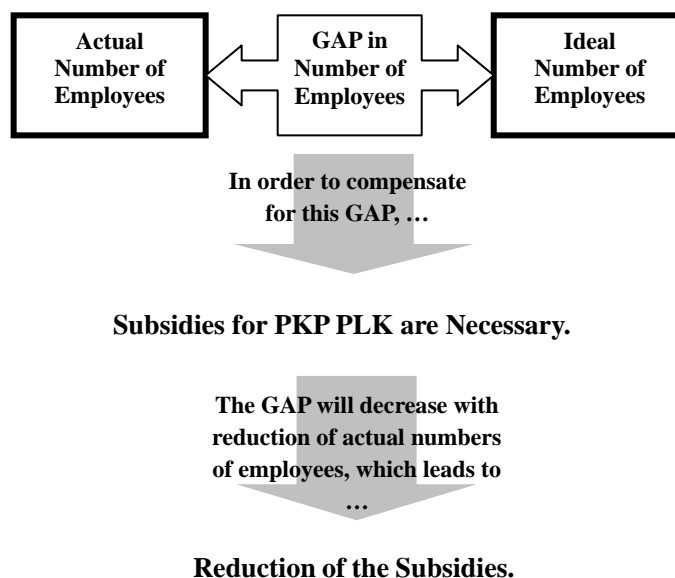 Actual
Number of
Employees
GAP in
Number of
Employees
Ideal
Number of
Employees
In order to compensate
for this GAP, …
Subsidies for PKP PLK are Necessary.
The GAP will decrease with
reduction of actual numbers
of employees, which leads to
…
Reduction of the Subsidies.